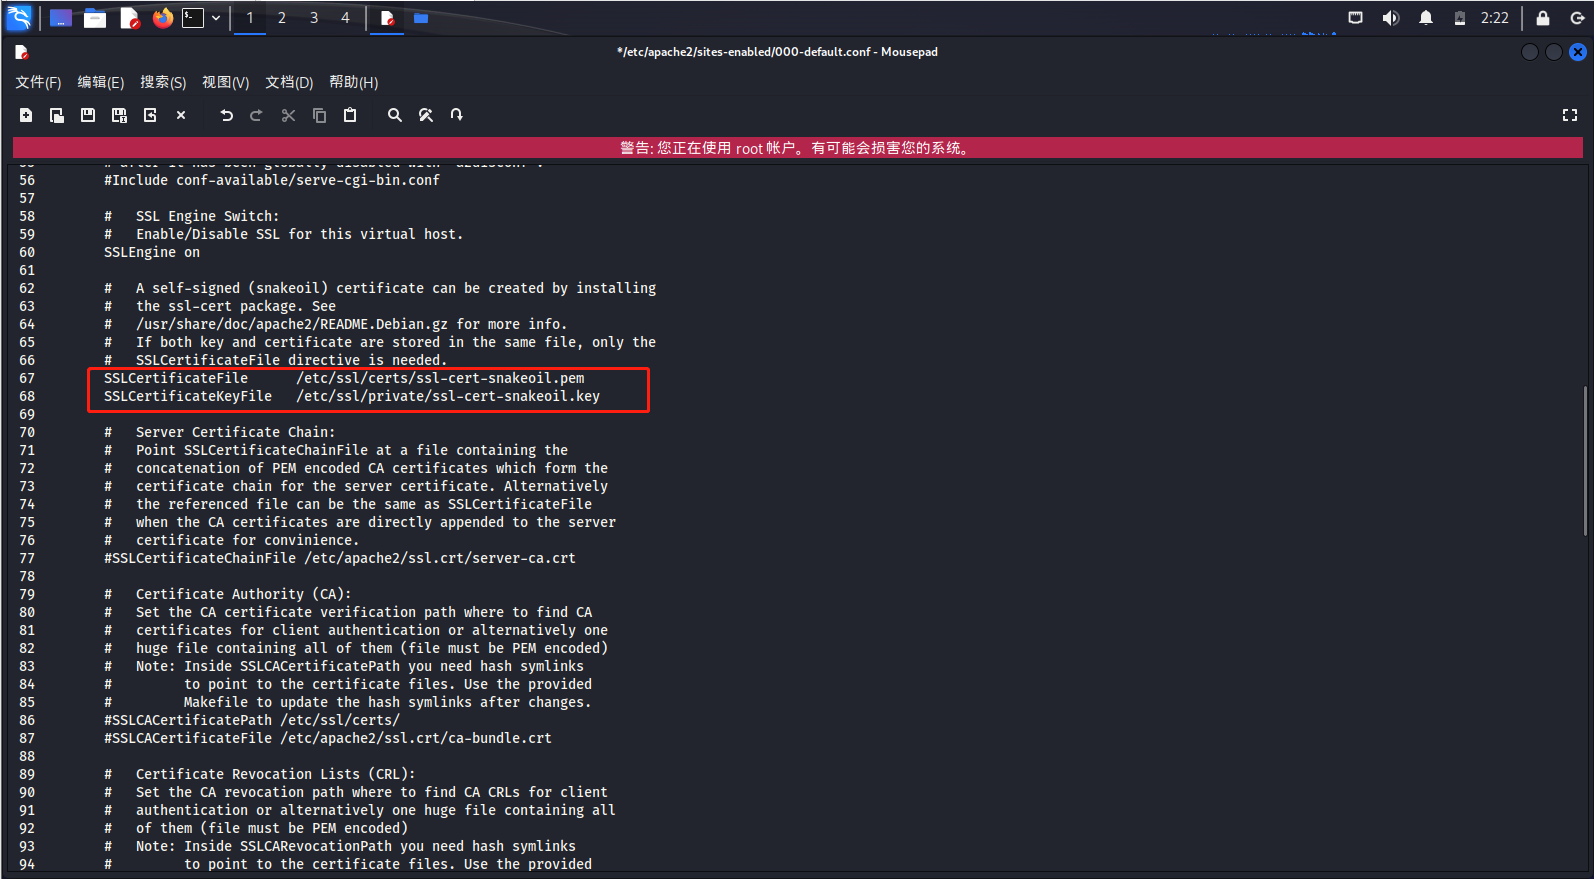 1 2 3 4 2:22
*/etc/apache2/sites-enabled/000-default.conf - Mousepad
文件(F) 编辑(E) 搜索(S) 视图(V) 文档(D) 帮助(H)
警告: 您正在使用 root 帐户。有可能会损害您的系统。
55 # after it has been globally disabled with "a2disconf".
56 #Include conf-available/serve-cgi-bin.conf
57
58 #   SSL Engine Switch:
59 #   Enable/Disable SSL for this virtual host.
60 SSLEngine on
61
62 #   A self-signed (snakeoil) certificate can be created by installing
63 #   the ssl-cert package. See
64 #   /usr/share/doc/apache2/README.Debian.gz for more info.
65 #   If both key and certificate are stored in the same file, only the
66 #   SSLCertificateFile directive is needed.
67 SSLCertificateFile      /etc/ssl/certs/ssl-cert-snakeoil.pem
68 SSLCertificateKeyFile   /etc/ssl/private/ssl-cert-snakeoil.key
69
70 #   Server Certificate Chain:
71 #   Point SSLCertificateChainFile at a file containing the
72 #   concatenation of PEM encoded CA certificates which form the
73 #   certificate chain for the server certificate. Alternatively
74 #   the referenced file can be the same as SSLCertificateFile
75 #   when the CA certificates are directly appended to the server
76 #   certificate for convinience.
77 #SSLCertificateChainFile /etc/apache2/ssl.crt/server-ca.crt
78
79 #   Certificate Authority (CA):
80 #   Set the CA certificate verification path where to find CA
81 #   certificates for client authentication or alternatively one
82 #   huge file containing all of them (file must be PEM encoded)
83 #   Note: Inside SSLCACertificatePath you need hash symlinks
84 #         to point to the certificate files. Use the provided
85 #         Makefile to update the hash symlinks after changes.
86 #SSLCACertificatePath /etc/ssl/certs/
87 #SSLCACertificateFile /etc/apache2/ssl.crt/ca-bundle.crt
88
89 #   Certificate Revocation Lists (CRL):
90 #   Set the CA revocation path where to find CA CRLs for client
91 #   authentication or alternatively one huge file containing all
92 #   of them (file must be PEM encoded)
93 #   Note: Inside SSLCARevocationPath you need hash symlinks
94 #         to point to the certificate files. Use the provided